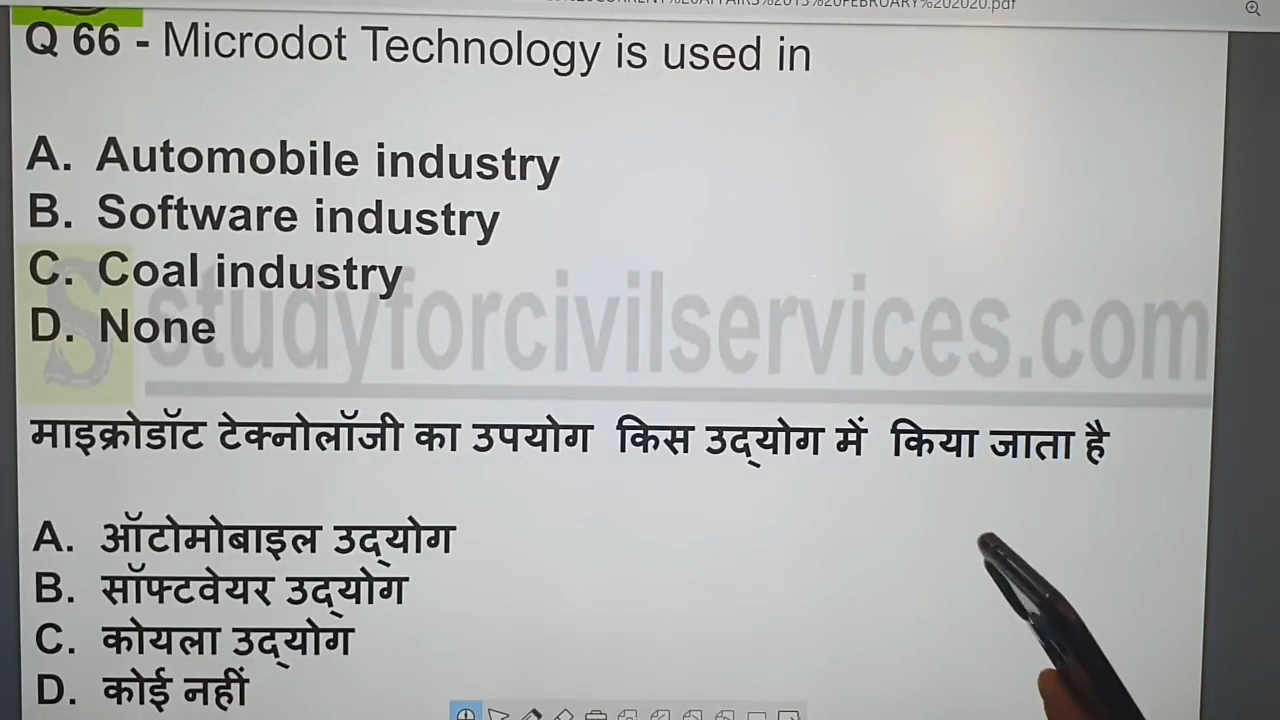 Q 66 - Microdot Technology is used in
A. Automobile industry
B. Software industry
C. Coal industry
D. None
studyforcivilservices.com
माइक्रोडॉट टेक्नोलॉजी का उपयोग किस उद्योग में किया जाता है
A. ऑटोमोबाइल उद्योग
B. सॉफ्टवेयर उद्योग
C. कोयला उद्योग
D. कोई नहीं